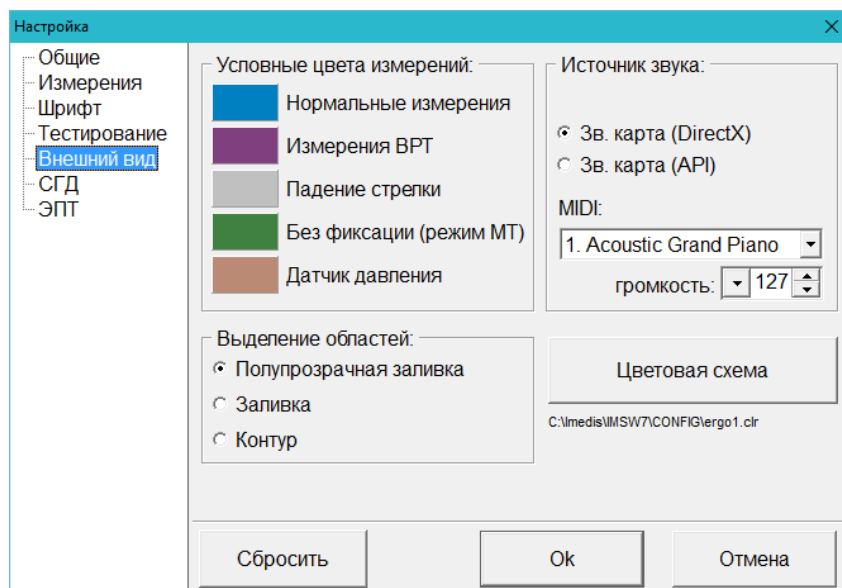 Настройка
Общие
Измерения
Шрифт
Тестирование
Внешний вид
СГД
ЭПТ
Условные цвета измерений:
Нормальные измерения
Измерения ВРТ
Падение стрелки
Без фиксации (режим МТ)
Датчик давления
Источник звука:
Зв. карта (DirectX)
Зв. карта (API)
MIDI:
1. Acoustic Grand Piano
громкость: 127
Выделение областей:
Полупрозрачная заливка
Заливка
Контур
Цветовая схема
C:\Imedis\IMSW7\CONFIG\ergo1.clr
Сбросить
Ok
Отмена